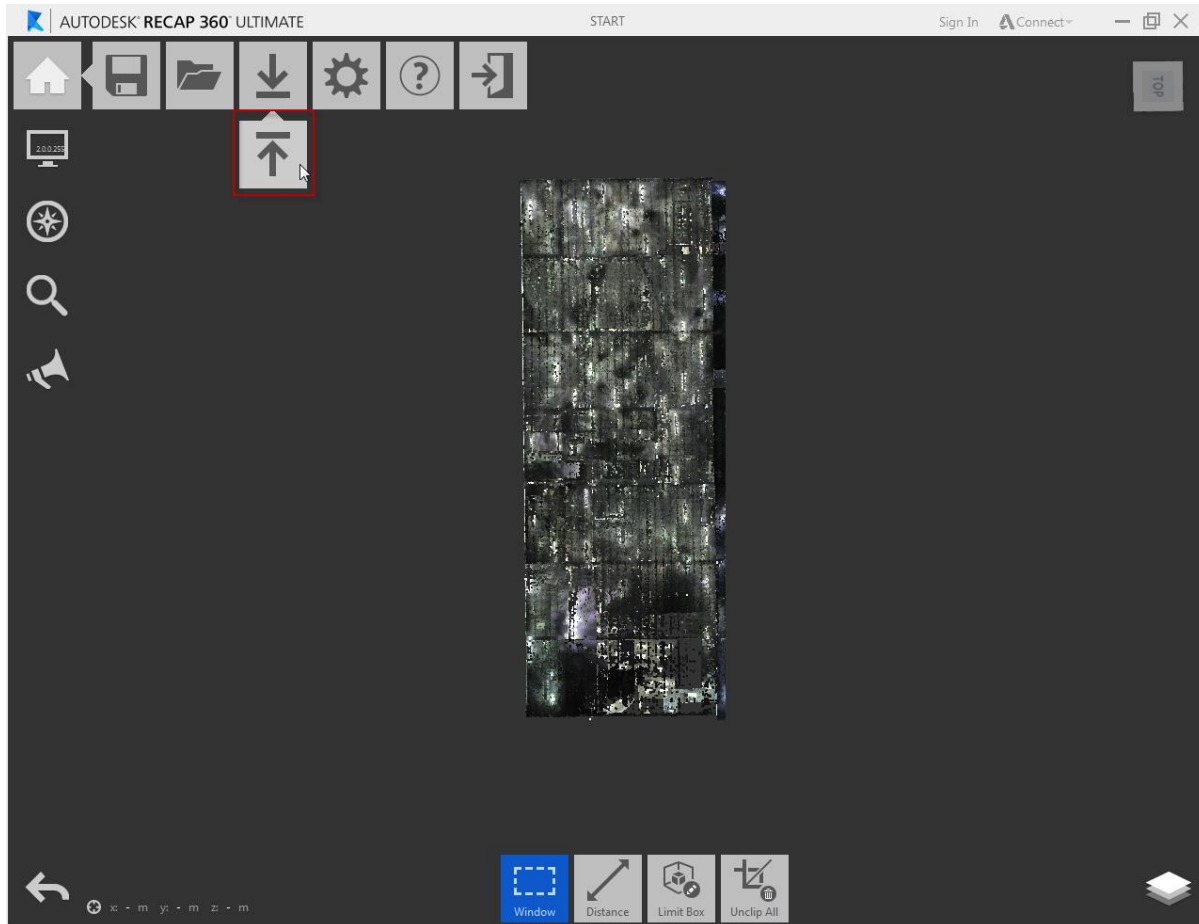 AUTODESK® RECAP 360™ ULTIMATE
START
Sign In
Connect
TOP
2.0.0.255
x: - m y: - m z: - m
Window
Distance
Limit Box
Unclip All